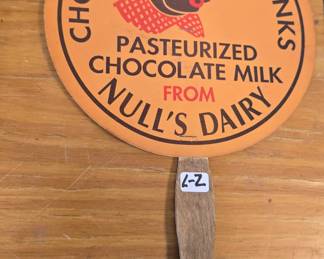 PASTEURIZED
CHOCOLATE MILK
FROM
NULL'S DAIRY
L-2